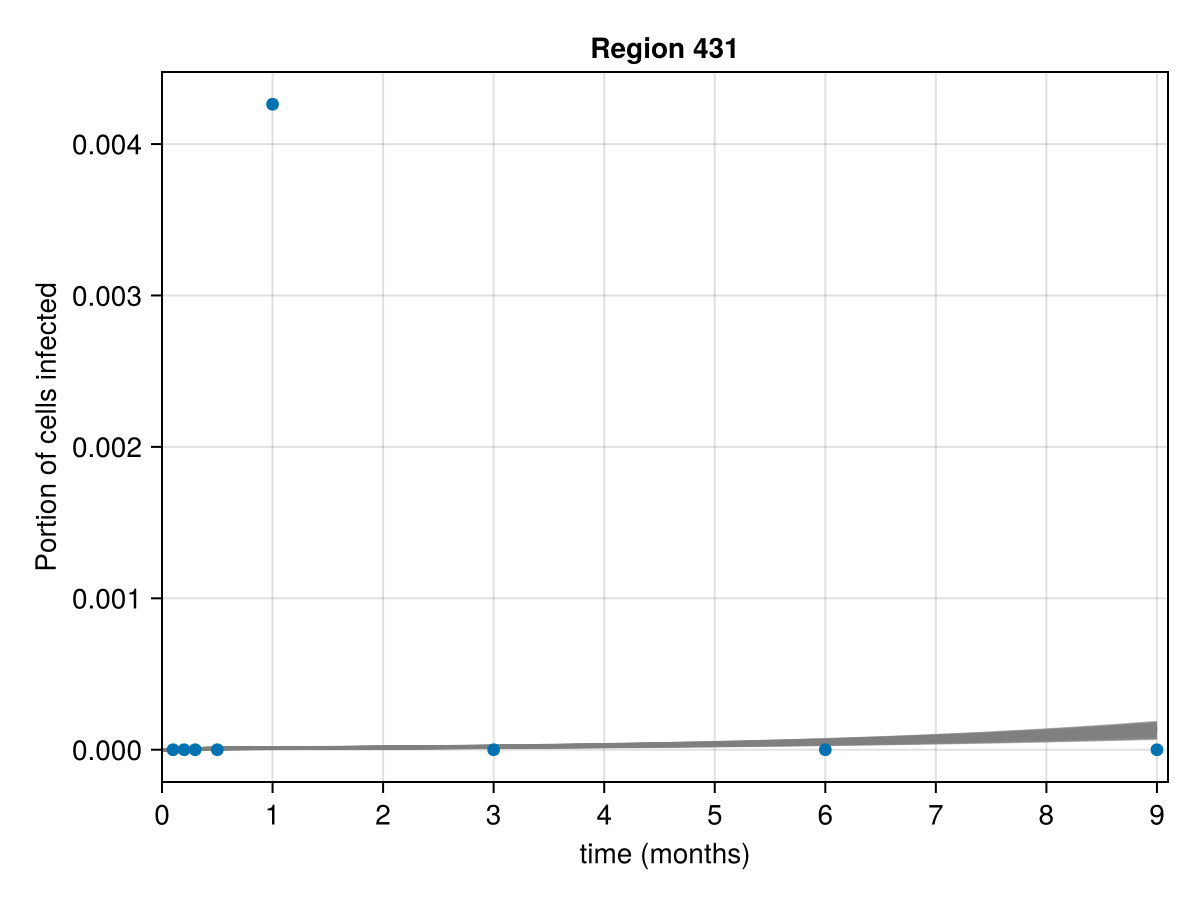 Region 431
Portion of cells infected
0.004
0.003
0.002
0.001
0.000
0 1 2 3 4 5 6 7 8 9
time (months)